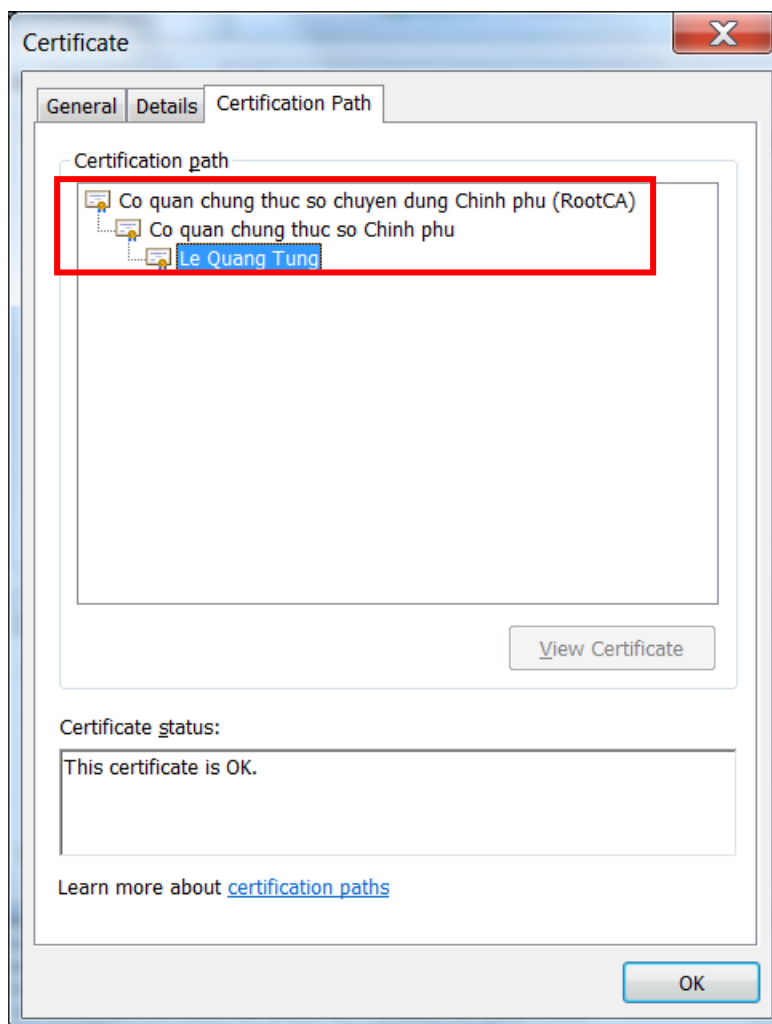 Certificate
General Details Certification Path
Certification path
Co quan chung thuc so chuyen dung Chinh phu (RootCA)
Co quan chung thuc so Chinh phu
Le Quang Tung
View Certificate
Certificate status:
This certificate is OK.
Learn more about certification paths
OK